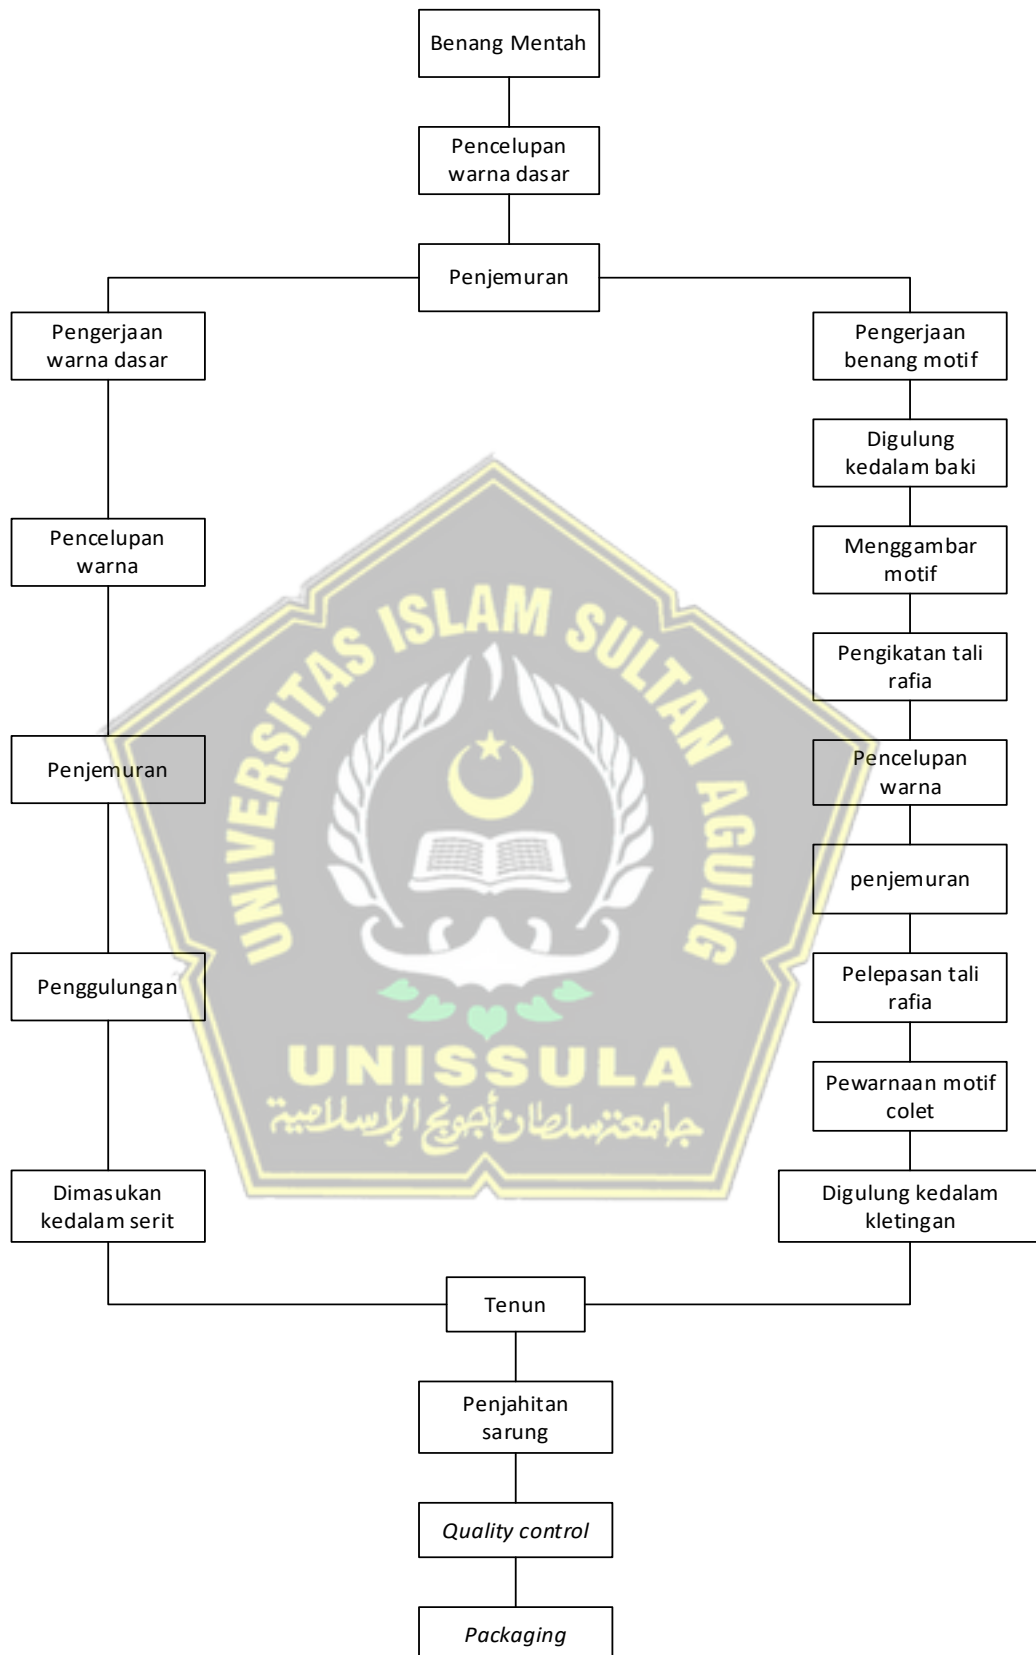 Benang Mentah
Pencelupan
warna dasar
Penjemuran
Pengerjaan
warna dasar
Pencelupan
warna
Penjemuran
Penggulungan
Dimasukan
kedalam serit
Pengerjaan
benang motif
Digulung
kedalam baki
Menggambar
motif
Pengikatan tali
rafia
Pencelupan
warna
penjemuran
Pelepasan tali
rafia
Pewarnaan motif
colet
Digulung kedalam
kletingan
Tenun
Penjahitan
sarung
Quality control
Packaging
UNIVERSITAS ISLAM SULTAN AGUNG
UNISSULA
جامعة سلطان أجونج الإسلامية